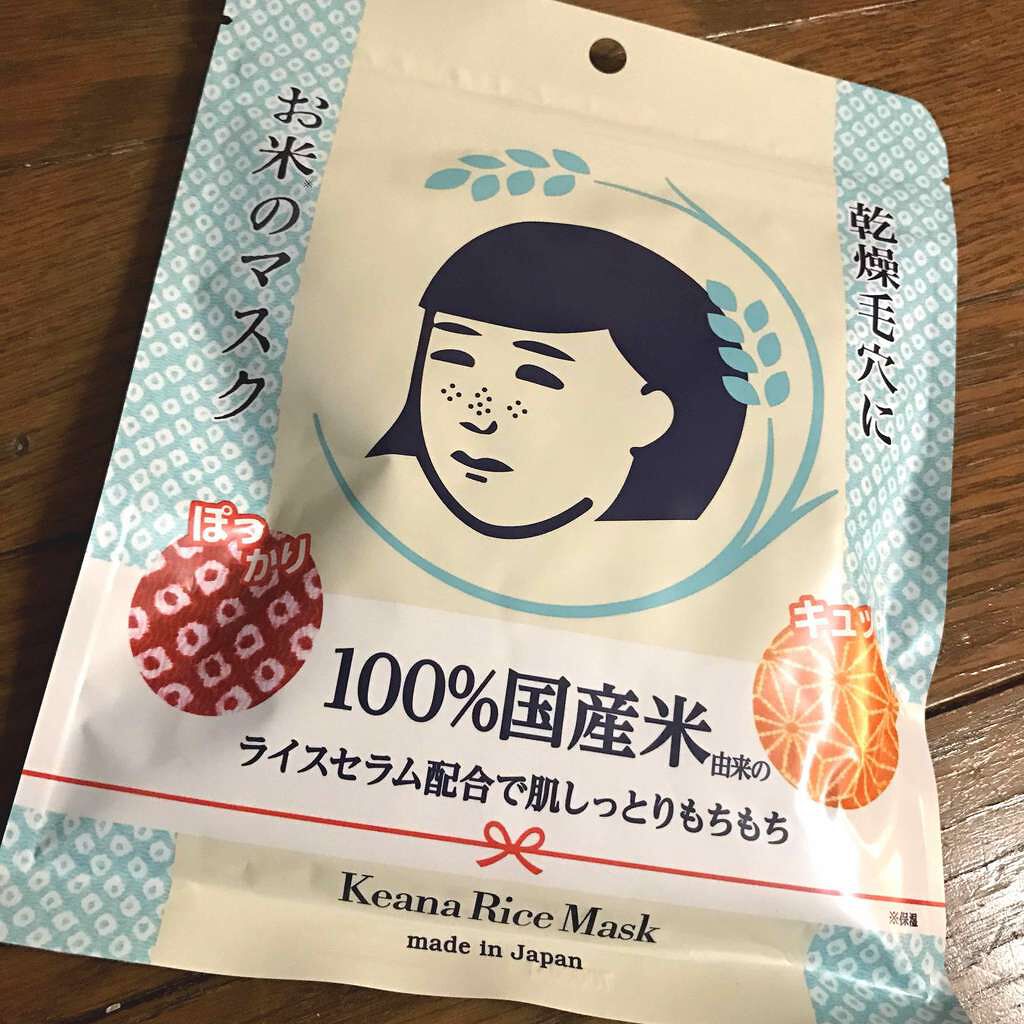 乾燥毛穴に
お米※のマスク
ぽっ
かり
キュッ
100%国産米由来の
ライスセラム配合で肌しっとりもちもち
Keana Rice Mask
made in Japan
※保湿